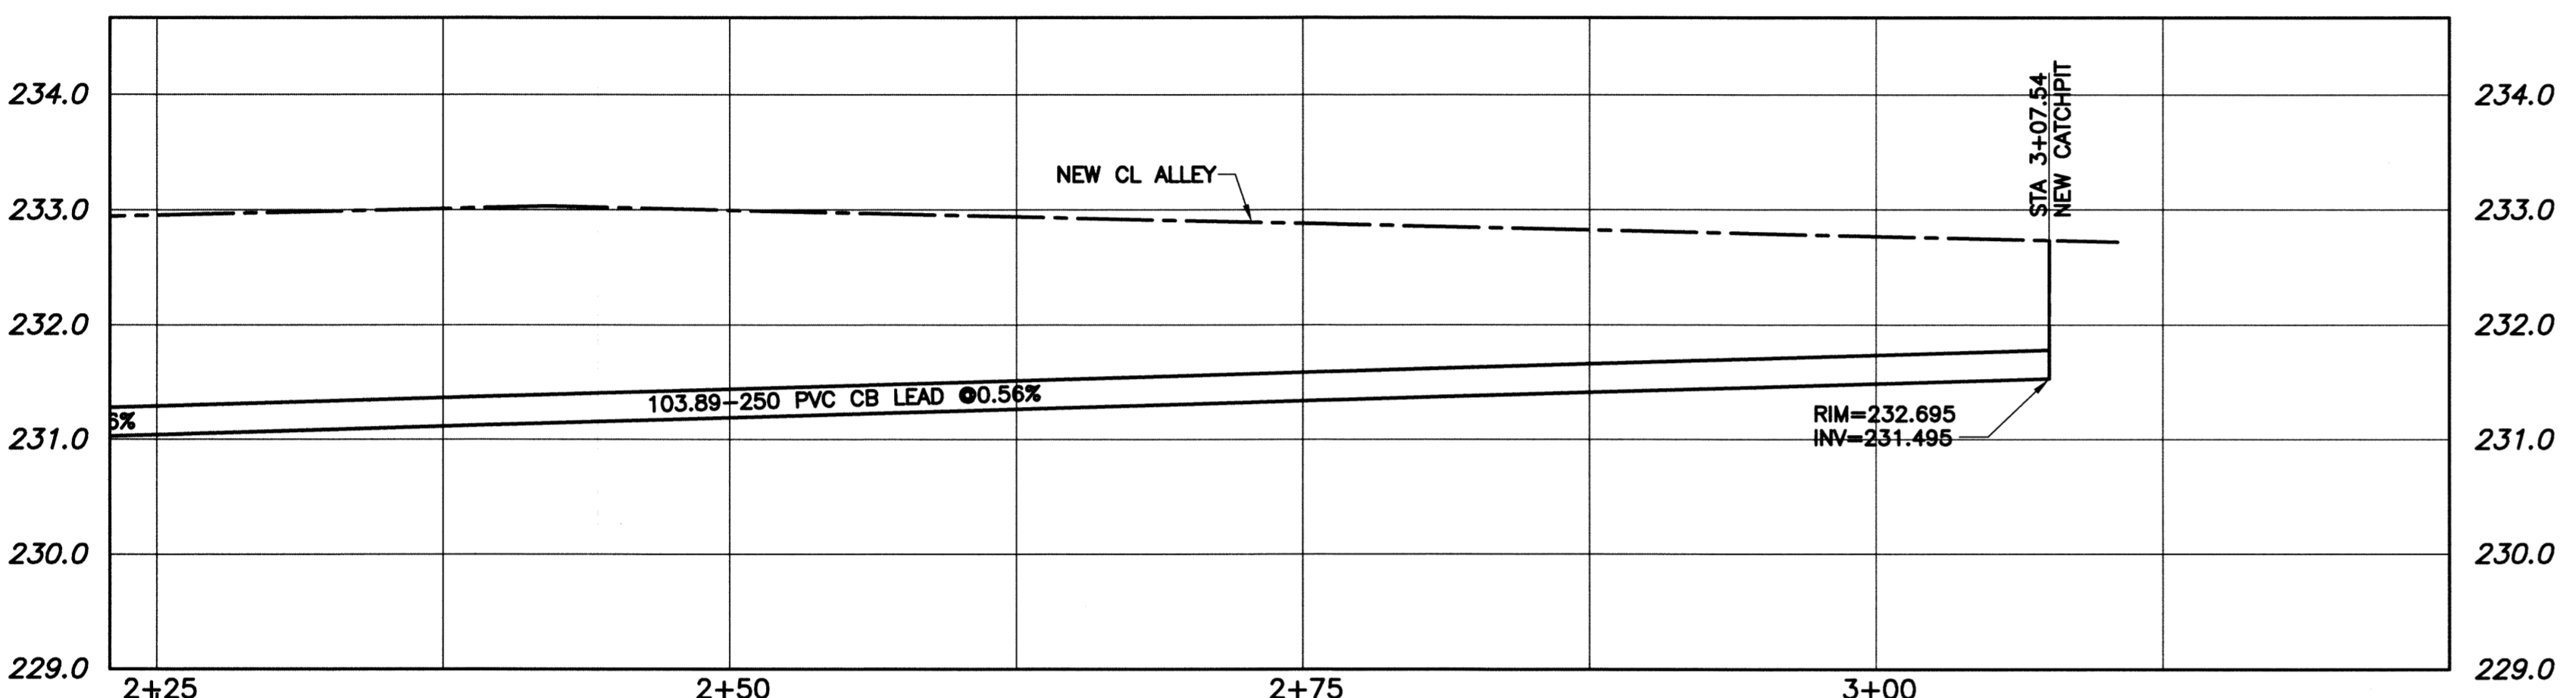 234.0
234.0
STA 3+07.54
NEW CATCHPIT
NEW CL ALLEY
233.0
233.0
232.0
232.0
103.89-250 PVC CB LEAD @0.56%
6%
RIM=232.695
INV=231.495
231.0
231.0
230.0
230.0
229.0
229.0
2+25
2+50
2+75
3+00